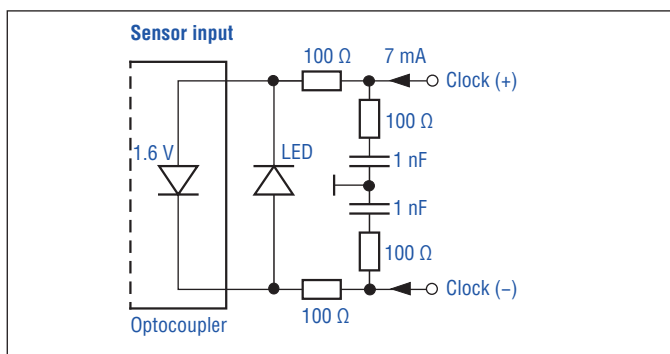 Sensor input
100 Ω
7 mA
Clock (+)
100 Ω
1.6 V
LED
1 nF
1 nF
100 Ω
Clock (−)
100 Ω
Optocoupler